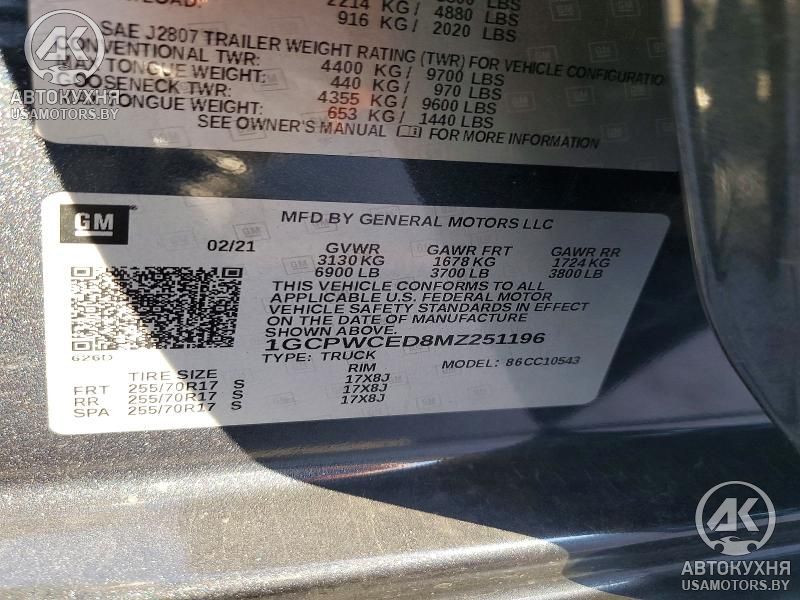 2214 KG / 4880 LBS
916 KG / 2020 LBS
SAE J2807 TRAILER WEIGHT RATING (TWR) FOR VEHICLE CONFIGURATION
CONVENTIONAL TWR: 4400 KG / 9700 LBS
MAX TONGUE WEIGHT: 440 KG / 970 LBS
GOOSENECK TWR: 4355 KG / 9600 LBS
MAX TONGUE WEIGHT: 653 KG / 1440 LBS
SEE OWNER'S MANUAL FOR MORE INFORMATION
GM
MFD BY GENERAL MOTORS LLC
02/21 GVWR GAWR FRT GAWR RR
3130 KG 1678 KG 1724 KG
6900 LB 3700 LB 3800 LB
THIS VEHICLE CONFORMS TO ALL
APPLICABLE U.S. FEDERAL MOTOR
VEHICLE SAFETY STANDARDS IN EFFECT
ON THE DATE OF MANUFACTURE
SHOWN ABOVE.
1GCPWCED8MZ251196
626D TYPE: TRUCK MODEL: 86CC10543
TIRE SIZE RIM
FRT 255/70R17 S 17X8J
RR 255/70R17 S 17X8J
SPA 255/70R17 S 17X8J
АК
АВТОКУХНЯ
USAMOTORS.BY
АК
АВТОКУХНЯ
USAMOTORS.BY